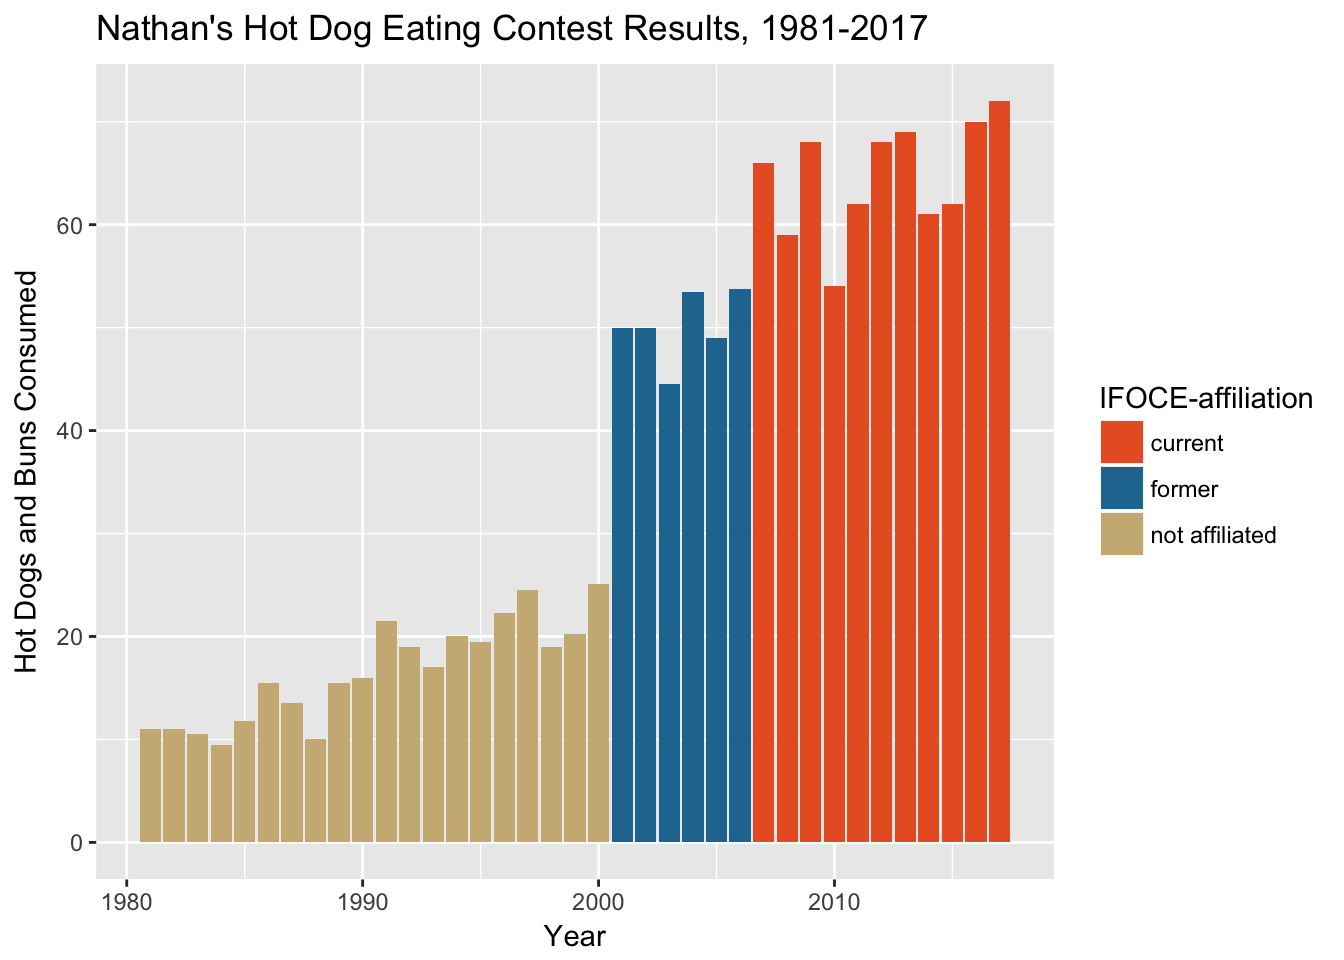 Nathan's Hot Dog Eating Contest Results, 1981-2017
Hot Dogs and Buns Consumed
60
40
20
0
1980 1990 2000 2010
Year
IFOCE-affiliation
current
former
not affiliated